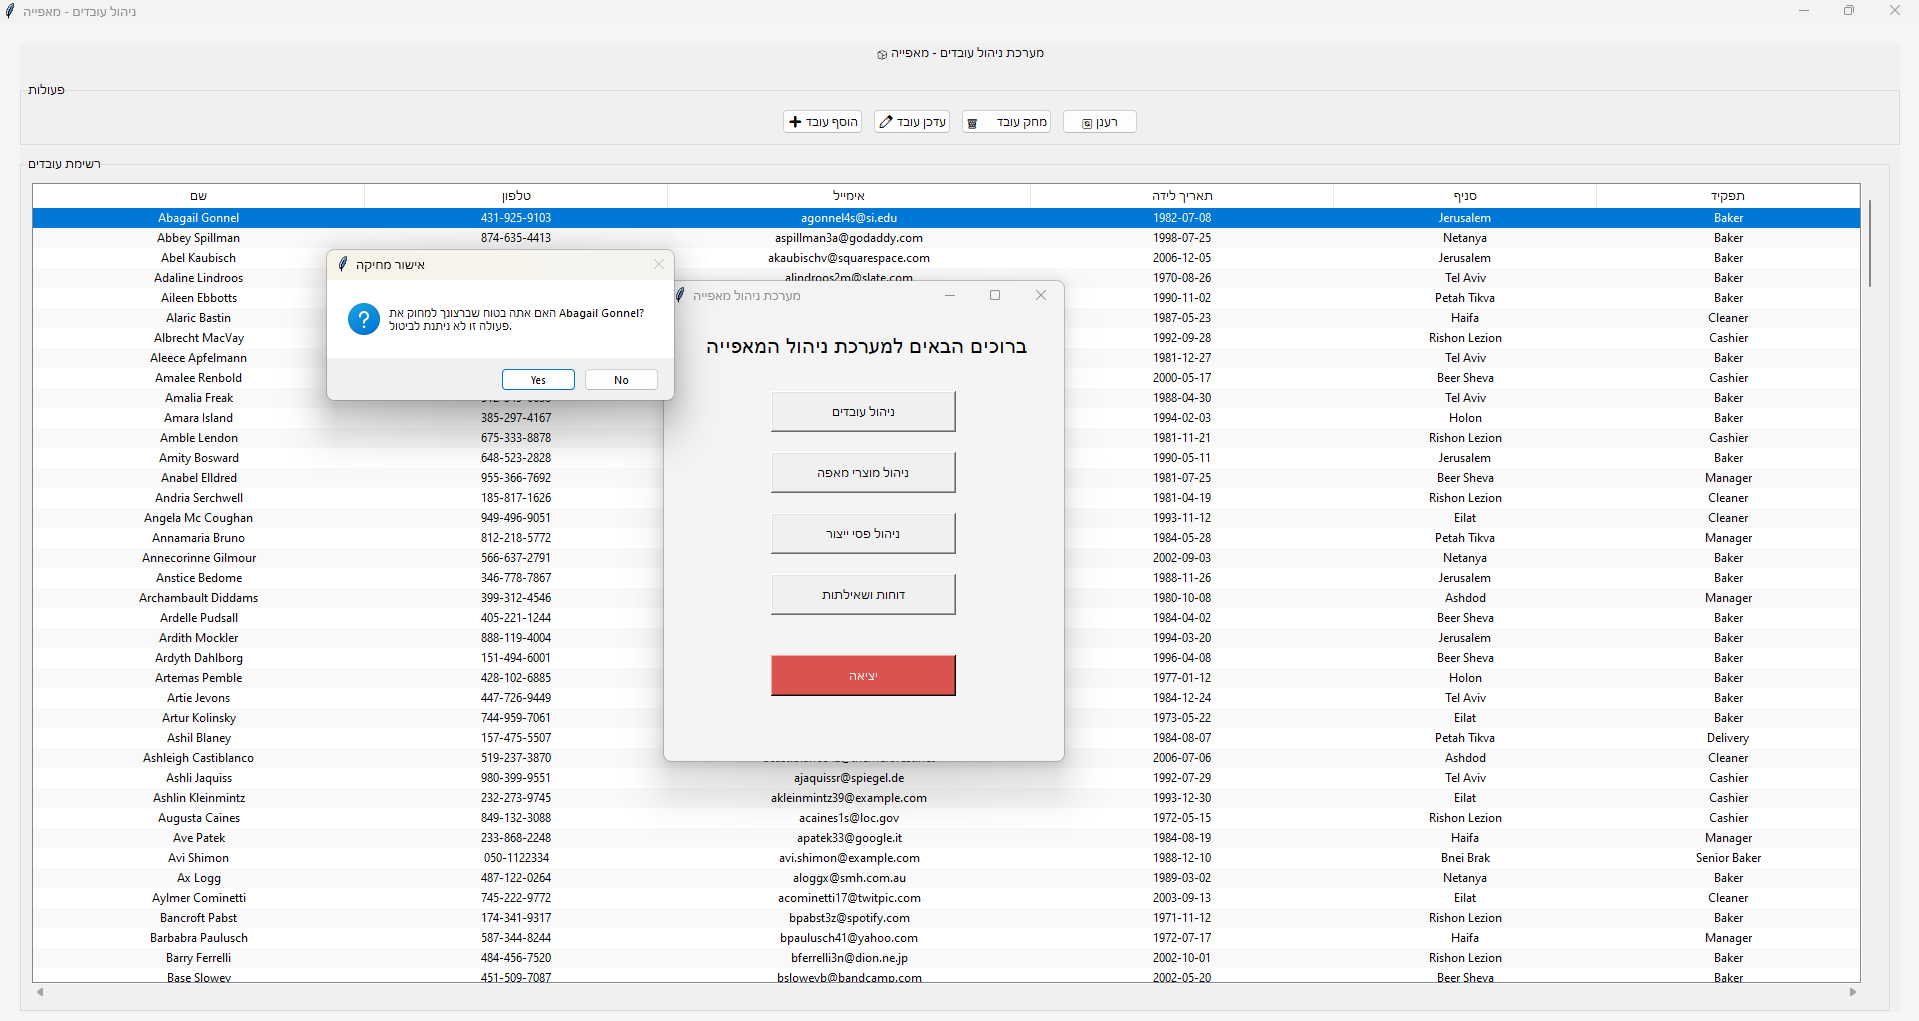 ניהול עובדים - מאפייה
מערכת ניהול עובדים - מאפייה
פעולות
הוסף עובד
עדכן עובד
מחק עובד
רענן
רשימת עובדים
שם טלפון אימייל תאריך לידה סניף תפקיד
Abagail Gonnel 431-925-9103 agonnel4s@si.edu 1982-07-08 Jerusalem Baker
Abbey Spillman 874-635-4413 aspillman3a@godaddy.com 1998-07-25 Netanya Baker
Abel Kaubisch akaubischv@squarespace.com 2006-12-05 Jerusalem Baker
Adaline Lindroos alindroos2m@slate.com 1970-08-26 Tel Aviv Baker
Aileen Ebbotts 1990-11-02 Petah Tikva Baker
Alaric Bastin 1987-05-23 Haifa Cleaner
Albrecht MacVay 1992-09-28 Rishon Lezion Cashier
Aleece Apfelmann 1981-12-27 Tel Aviv Baker
Amalee Renbold 2000-05-17 Beer Sheva Cashier
Amalia Freak 1988-04-30 Tel Aviv Baker
Amara Island 385-297-4167 1994-02-03 Holon Baker
Amble Lendon 675-333-8878 1981-11-21 Rishon Lezion Cashier
Amity Bosward 648-523-2828 1990-05-11 Jerusalem Baker
Anabel Elldred 955-366-7692 1981-07-25 Beer Sheva Manager
Andria Serchwell 185-817-1626 1981-04-19 Rishon Lezion Cleaner
Angela Mc Coughan 949-496-9051 1993-11-12 Eilat Cleaner
Annamaria Bruno 812-218-5772 1984-05-28 Petah Tikva Manager
Annecorinne Gilmour 566-637-2791 2002-09-03 Netanya Baker
Anstice Bedome 346-778-7867 1988-11-26 Jerusalem Baker
Archambault Diddams 399-312-4546 1980-10-08 Ashdod Manager
Ardelle Pudsall 405-221-1244 1984-04-02 Beer Sheva Baker
Ardith Mockler 888-119-4004 1994-03-20 Jerusalem Baker
Ardyth Dahlborg 151-494-6001 1996-04-08 Beer Sheva Baker
Artemas Pemble 428-102-6885 1977-01-12 Holon Baker
Artie Jevons 447-726-9449 1984-12-24 Tel Aviv Baker
Artur Kolinsky 744-959-7061 1973-05-22 Eilat Baker
Ashil Blaney 157-475-5507 1984-08-07 Petah Tikva Delivery
Ashleigh Castiblanco 519-237-3870 2006-07-06 Ashdod Cleaner
Ashli Jaquiss 980-399-9551 ajaquissr@spiegel.de 1992-07-29 Tel Aviv Cashier
Ashlin Kleinmintz 232-273-9745 akleinmintz39@example.com 1993-12-30 Eilat Cashier
Augusta Caines 849-132-3088 acaines1s@loc.gov 1972-05-15 Rishon Lezion Cashier
Ave Patek 233-868-2248 apatek33@google.it 1984-08-19 Haifa Manager
Avi Shimon 050-1122334 avi.shimon@example.com 1988-12-10 Bnei Brak Senior Baker
Ax Logg 487-122-0264 aloggx@smh.com.au 1989-03-02 Netanya Baker
Aylmer Cominetti 745-222-9772 acominetti17@twitpic.com 2003-09-13 Eilat Cleaner
Bancroft Pabst 174-341-9317 bpabst3z@spotify.com 1971-11-12 Rishon Lezion Baker
Barbabra Paulusch 587-344-8244 bpaulusch41@yahoo.com 1972-07-17 Haifa Manager
Barry Ferrelli 484-456-7520 bferrelli3n@dion.ne.jp 2002-10-01 Rishon Lezion Baker
Base Slowey 451-509-7087 bsloweyb@bandcamp.com 2002-05-20 Beer Sheva Baker
אישור מחיקה
האם אתה בטוח שברצונך למחוק את Abagail Gonnel?
פעולה זו לא ניתנת לביטול.
Yes No
מערכת ניהול מאפייה
ברוכים הבאים למערכת ניהול המאפייה
ניהול עובדים
ניהול מוצרי מאפה
ניהול פסי ייצור
דוחות ושאילתות
יציאה